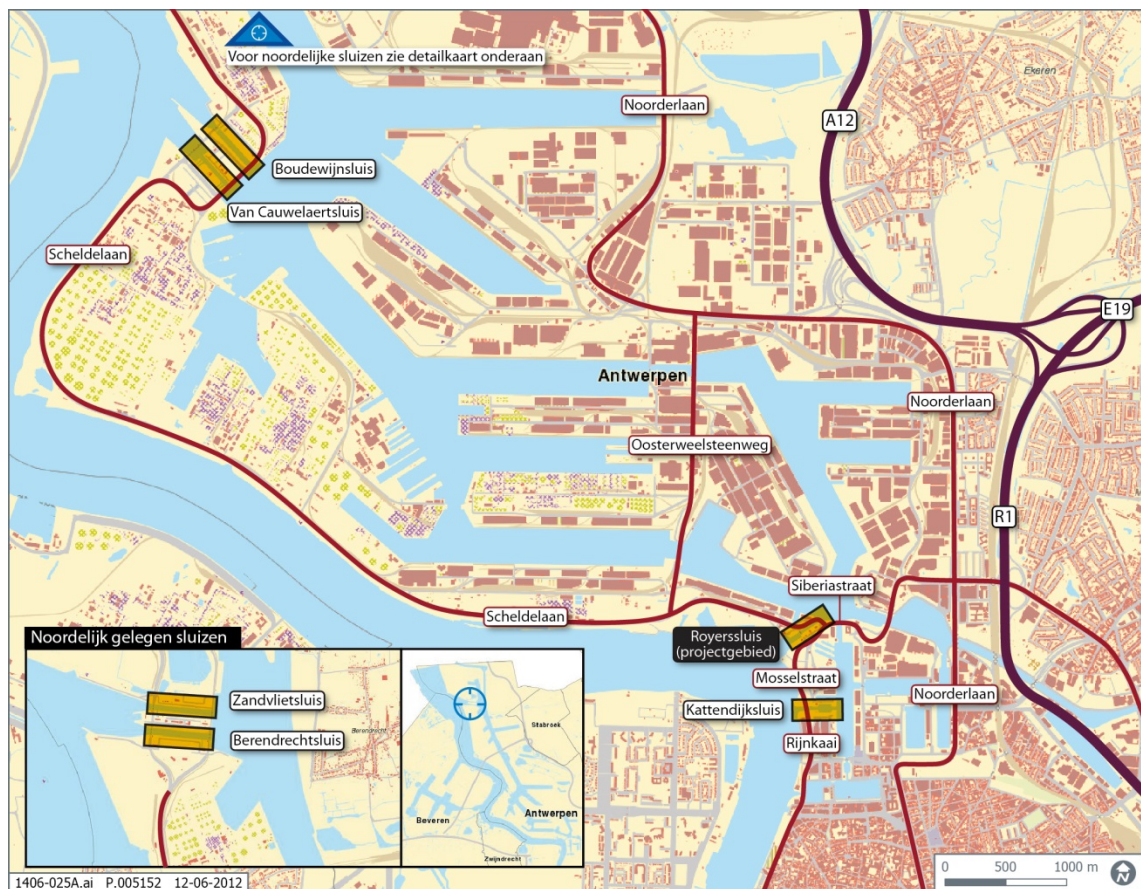 Voor noordelijke sluizen zie detailkaart onderaan
Ekeren
Noorderlaan
A12
Boudewijnsluis
Van Cauwelaertsluis
Scheldelaan
E19
Antwerpen
Noorderlaan
Oosterweelsteenweg
R1
Siberiastraat
Scheldelaan
Royerssluis
(projectgebied)
Mosselstraat
Noorderlaan
Kattendijksluis
Rijnkaai
Noordelijk gelegen sluizen
Zandvlietsluis
Berendrecht
Berendrechtsluis
Stabroek
Beveren
Antwerpen
Zwijndrecht
0 500 1000 m
N
1406-025A.ai P.005152 12-06-2012